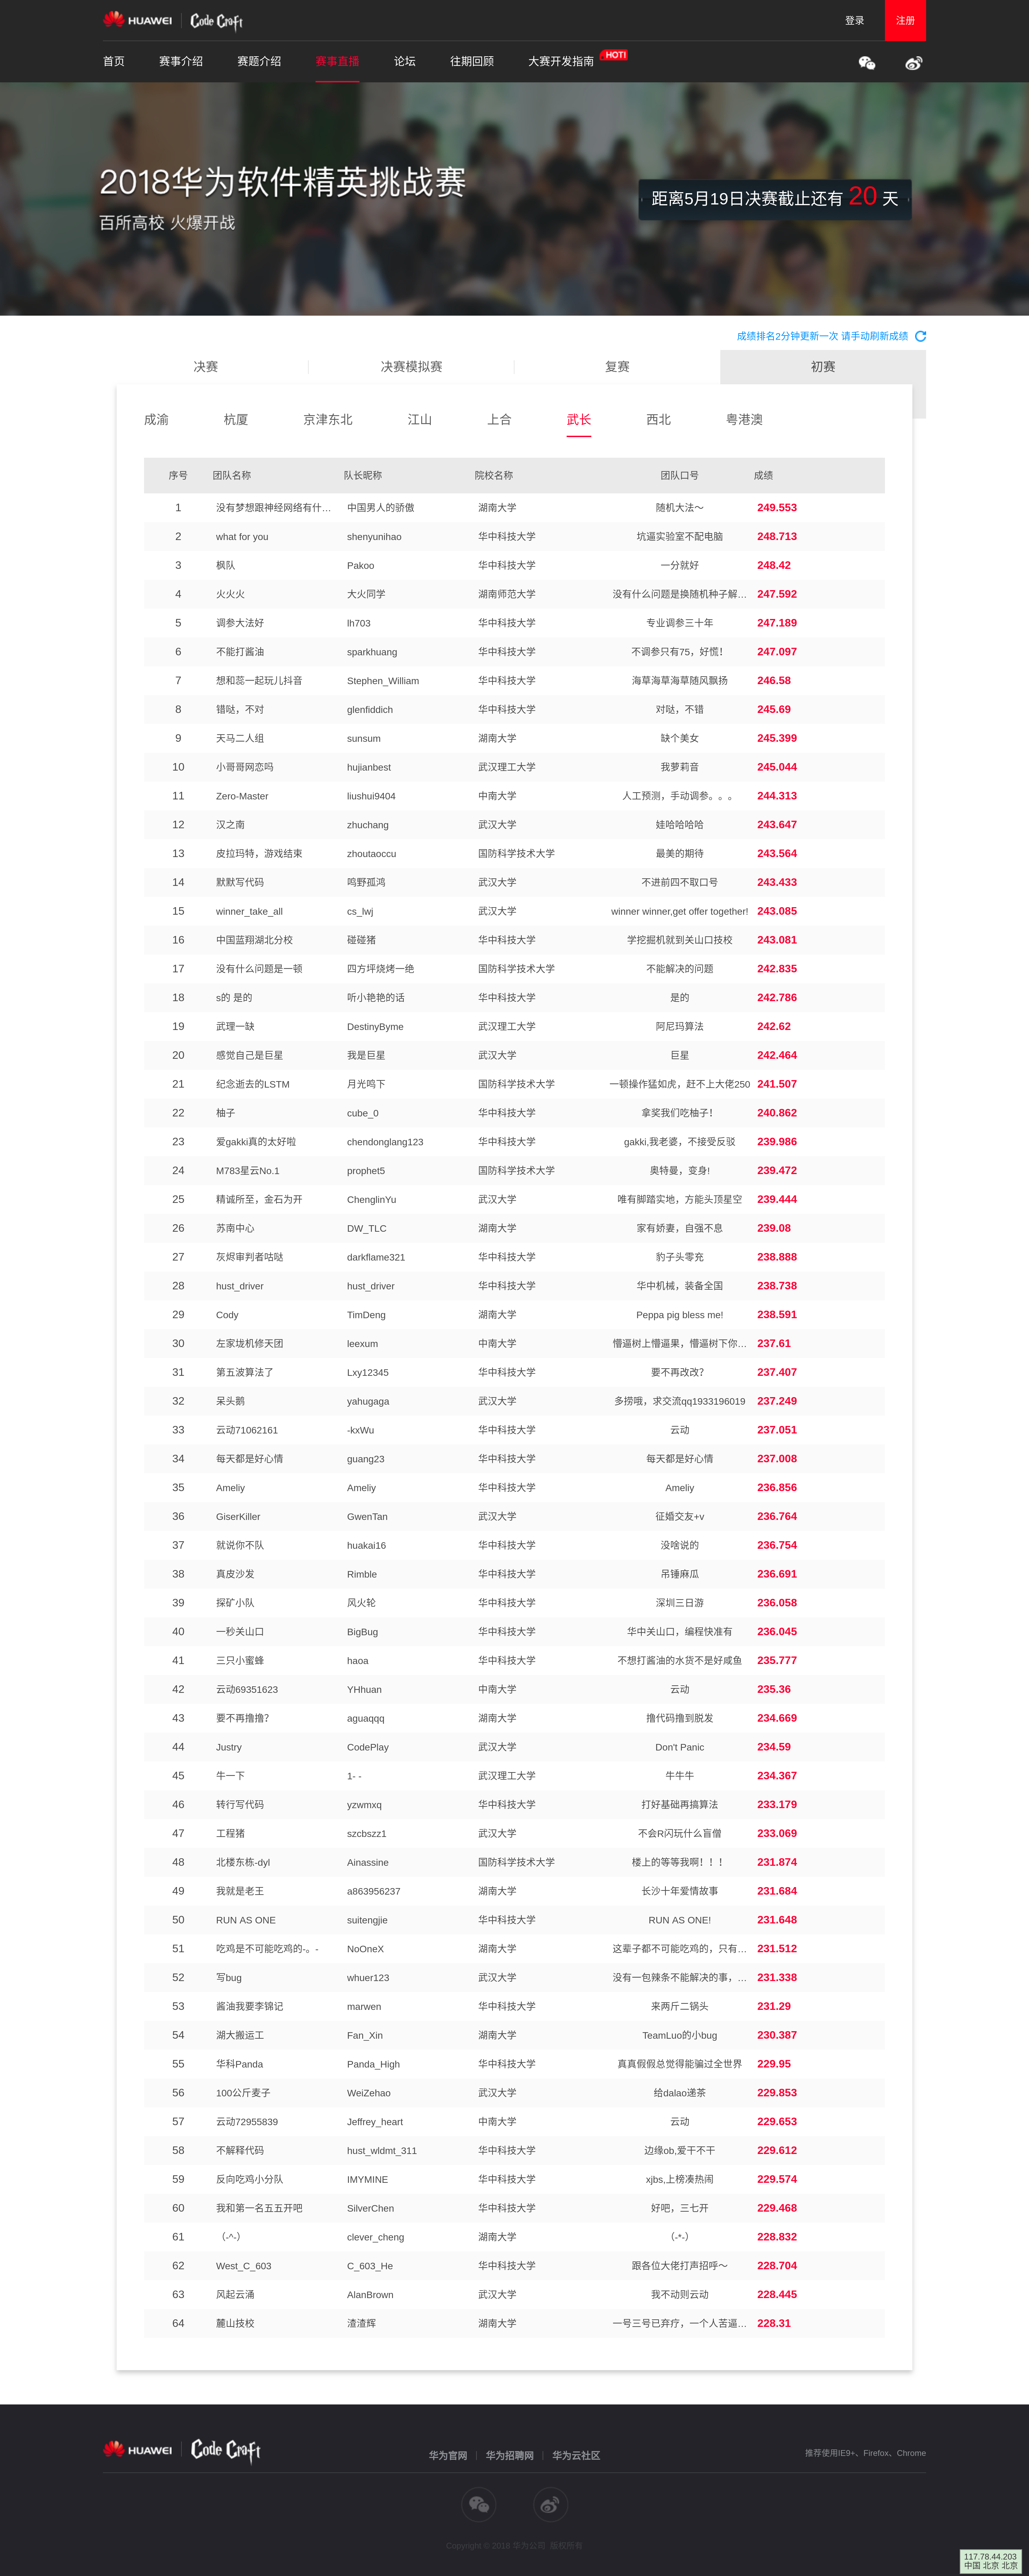 HUAWEI Code Craft 登录 注册
首页 赛事介绍 赛题介绍 赛事直播 论坛 往期回顾 大赛开发指南 HOT!
2018华为软件精英挑战赛
百所高校 火爆开战
距离5月19日决赛截止还有 20 天
成绩排名2分钟更新一次 请手动刷新成绩
决赛 决赛模拟赛 复赛 初赛
成渝 杭厦 京津东北 江山 上合 武长 西北 粤港澳
序号 团队名称 队长昵称 院校名称 团队口号 成绩
1 没有梦想跟神经网络有什... 中国男人的骄傲 湖南大学 随机大法～ 249.553
2 what for you shenyunihao 华中科技大学 坑逼实验室不配电脑 248.713
3 枫队 Pakoo 华中科技大学 一分就好 248.42
4 火火火 大火同学 湖南师范大学 没有什么问题是换随机种子解... 247.592
5 调参大法好 lh703 华中科技大学 专业调参三十年 247.189
6 不能打酱油 sparkhuang 华中科技大学 不调参只有75，好慌！ 247.097
7 想和蕊一起玩儿抖音 Stephen_William 华中科技大学 海草海草海草随风飘扬 246.58
8 错哒，不对 glenfiddich 华中科技大学 对哒，不错 245.69
9 天马二人组 sunsum 湖南大学 缺个美女 245.399
10 小哥哥网恋吗 hujianbest 武汉理工大学 我萝莉音 245.044
11 Zero-Master liushui9404 中南大学 人工预测，手动调参。。。 244.313
12 汉之南 zhuchang 武汉大学 娃哈哈哈哈 243.647
13 皮拉玛特，游戏结束 zhoutaoccu 国防科学技术大学 最美的期待 243.564
14 默默写代码 鸣野孤鸿 武汉大学 不进前四不取口号 243.433
15 winner_take_all cs_lwj 武汉大学 winner winner,get offer together! 243.085
16 中国蓝翔湖北分校 碰碰猪 华中科技大学 学挖掘机就到关山口技校 243.081
17 没有什么问题是一顿 四方坪烧烤一绝 国防科学技术大学 不能解决的问题 242.835
18 s的 是的 听小艳艳的话 华中科技大学 是的 242.786
19 武理一缺 DestinyByme 武汉理工大学 阿尼玛算法 242.62
20 感觉自己是巨星 我是巨星 武汉大学 巨星 242.464
21 纪念逝去的LSTM 月光鸣下 国防科学技术大学 一顿操作猛如虎，赶不上大佬250 241.507
22 柚子 cube_0 华中科技大学 拿奖我们吃柚子！ 240.862
23 爱gakki真的太好啦 chendonglang123 华中科技大学 gakki,我老婆，不接受反驳 239.986
24 M783星云No.1 prophet5 国防科学技术大学 奥特曼，变身! 239.472
25 精诚所至，金石为开 ChenglinYu 武汉大学 唯有脚踏实地，方能头顶星空 239.444
26 苏南中心 DW_TLC 湖南大学 家有娇妻，自强不息 239.08
27 灰烬审判者咕哒 darkflame321 华中科技大学 豹子头零充 238.888
28 hust_driver hust_driver 华中科技大学 华中机械，装备全国 238.738
29 Cody TimDeng 湖南大学 Peppa pig bless me! 238.591
30 左家垅机修天团 leexum 中南大学 懵逼树上懵逼果，懵逼树下你... 237.61
31 第五波算法了 Lxy12345 华中科技大学 要不再改改？ 237.407
32 呆头鹅 yahugaga 武汉大学 多捞哦，求交流qq1933196019 237.249
33 云动71062161 -kxWu 华中科技大学 云动 237.051
34 每天都是好心情 guang23 华中科技大学 每天都是好心情 237.008
35 Ameliy Ameliy 华中科技大学 Ameliy 236.856
36 GiserKiller GwenTan 武汉大学 征婚交友+v 236.764
37 就说你不队 huakai16 华中科技大学 没啥说的 236.754
38 真皮沙发 Rimble 华中科技大学 吊锤麻瓜 236.691
39 探矿小队 风火轮 华中科技大学 深圳三日游 236.058
40 一秒关山口 BigBug 华中科技大学 华中关山口，编程快准有 236.045
41 三只小蜜蜂 haoa 华中科技大学 不想打酱油的水货不是好咸鱼 235.777
42 云动69351623 YHhuan 中南大学 云动 235.36
43 要不再撸撸？ aguaqqq 湖南大学 撸代码撸到脱发 234.669
44 Justry CodePlay 武汉大学 Don't Panic 234.59
45 牛一下 1- - 武汉理工大学 牛牛牛 234.367
46 转行写代码 yzwmxq 华中科技大学 打好基础再搞算法 233.179
47 工程猪 szcbszz1 武汉大学 不会R闪玩什么盲僧 233.069
48 北楼东栋-dyl Ainassine 国防科学技术大学 楼上的等等我啊！！！ 231.874
49 我就是老王 a863956237 湖南大学 长沙十年爱情故事 231.684
50 RUN AS ONE suitengjie 华中科技大学 RUN AS ONE! 231.648
51 吃鸡是不可能吃鸡的-。- NoOneX 湖南大学 这辈子都不可能吃鸡的，只有... 231.512
52 写bug whuer123 武汉大学 没有一包辣条不能解决的事，... 231.338
53 酱油我要李锦记 marwen 华中科技大学 来两斤二锅头 231.29
54 湖大搬运工 Fan_Xin 湖南大学 TeamLuo的小bug 230.387
55 华科Panda Panda_High 华中科技大学 真真假假总觉得能骗过全世界 229.95
56 100公斤麦子 WeiZehao 武汉大学 给dalao递茶 229.853
57 云动72955839 Jeffrey_heart 中南大学 云动 229.653
58 不解释代码 hust_wldmt_311 华中科技大学 边缘ob,爱干不干 229.612
59 反向吃鸡小分队 IMYMINE 华中科技大学 xjbs,上榜凑热闹 229.574
60 我和第一名五五开吧 SilverChen 华中科技大学 好吧，三七开 229.468
61 （-^-） clever_cheng 湖南大学 （-*-） 228.832
62 West_C_603 C_603_He 华中科技大学 跟各位大佬打声招呼～ 228.704
63 风起云涌 AlanBrown 武汉大学 我不动则云动 228.445
64 麓山技校 渣渣辉 湖南大学 一号三号已弃疗，一个人苦逼... 228.31
HUAWEI Code Craft 华为官网 华为招聘网 华为云社区 推荐使用IE9+、Firefox、Chrome
Copyright © 2018 华为公司 版权所有
117.78.44.203
中国 北京 北京